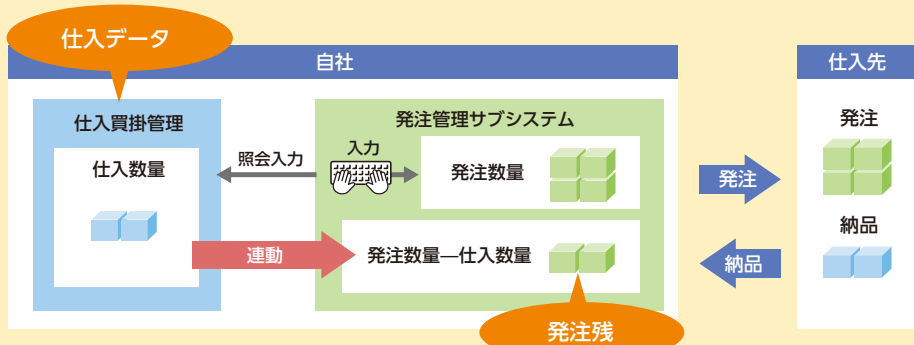 仕入データ
自社
仕入先
仕入買掛管理
発注管理サブシステム
仕入数量
照会入力
入力
発注数量
発注
発注
納品
連動
発注数量―仕入数量
納品
発注残